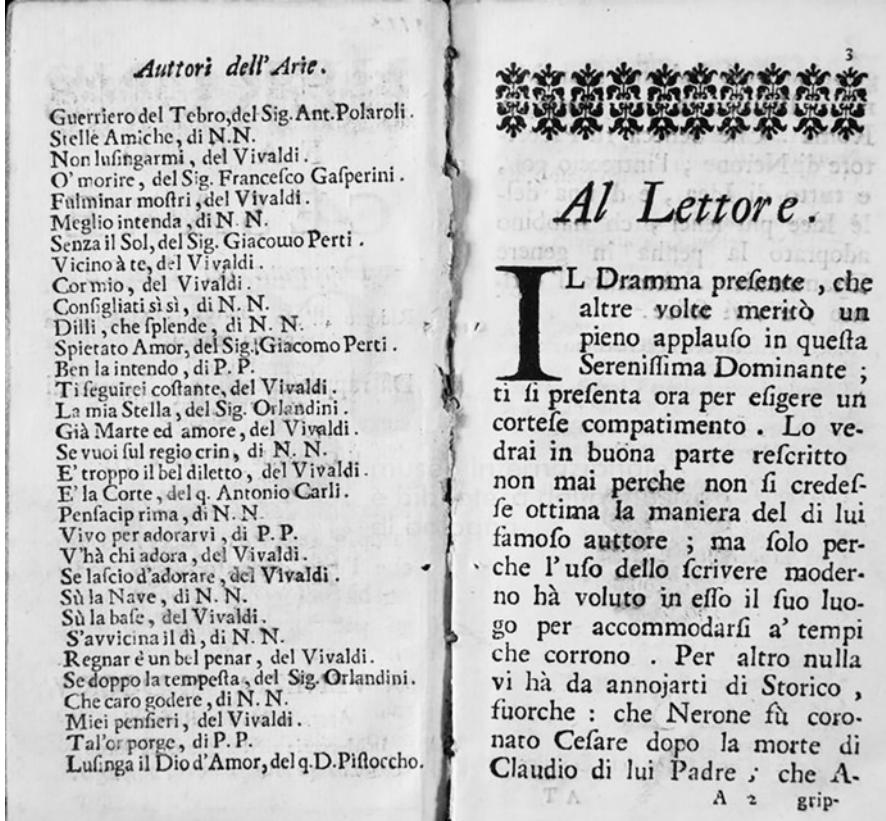 Auttori dell'Arie.
Guerriero del Tebro,del Sig. Ant.Polaroli.
Stelle Amiche, di N.N.
Non luſingarmi, del Vivaldi.
O' morire, del Sig. Franceſco Gaſperini.
Fulminar moſtri, del Vivaldi.
Meglio intenda, di N. N.
Senza il Sol, del Sig. Giacomo Perti.
Vicino à te, del Vivaldi.
Cor mio, del Vivaldi.
Conſigliati sì sì, di N. N.
Dilli, che ſplende, di N. N.
Spietato Amor, del Sig. Giacomo Perti.
Ben la intendo, di P. P.
Ti ſeguirei coſtante, del Vivaldi.
La mia Stella, del Sig. Orlandini.
Già Marte ed amore, del Vivaldi.
Se vuoi ſul regio crin, di N. N.
E' troppo il bel diletto, del Vivaldi.
E' la Corte, del q. Antonio Carli.
Penſacip rima, di N. N.
Vivo per adorarvi, di P. P.
V'hà chi adora, del Vivaldi.
Se laſcio d'adorare, del Vivaldi.
Sù la Nave, di N. N.
Sù la baſe, del Vivaldi.
S'avvicina il dì, di N. N.
Regnar è un bel penar, del Vivaldi.
Se doppo la tempeſta, del Sig. Orlandini.
Che caro godere, di N. N.
Miei penſieri, del Vivaldi.
Tal'or porge, di P. P.
Luſinga il Dio d'Amor, del q.D.Piſtoccho.
3
Al Lettore.
IL Dramma preſente, che
altre volte meritò un
pieno applauſo in queſta
Sereniſſima Dominante;
ti ſi preſenta ora per eſigere un
corteſe compatimento. Lo ve-
drai in buona parte reſcritto
non mai perche non ſi credeſ-
ſe ottima la maniera del di lui
famoſo auttore; ma ſolo per-
che l'uſo dello ſcrivere moder-
no hà voluto in eſſo il ſuo luo-
go per accommodarſi a' tempi
che corrono. Per altro nulla
vi hà da annojarti di Storico,
fuorche: che Nerone fù coro-
nato Ceſare dopo la morte di
Claudio di lui Padre; che A-
A 2 grip-